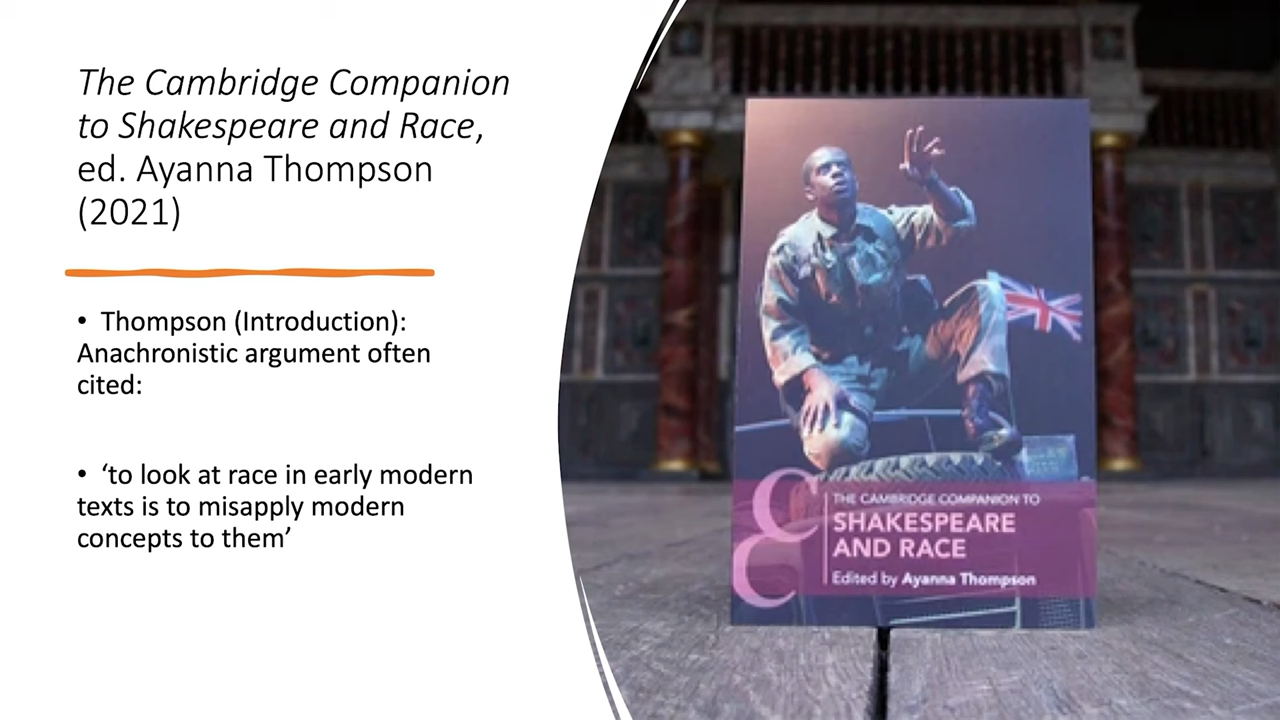 The Cambridge Companion
to Shakespeare and Race,
ed. Ayanna Thompson
(2021)
• Thompson (Introduction):
Anachronistic argument often
cited:
• ‘to look at race in early modern
texts is to misapply modern
concepts to them’
THE CAMBRIDGE COMPANION TO
SHAKESPEARE
AND RACE
Edited by Ayanna Thompson